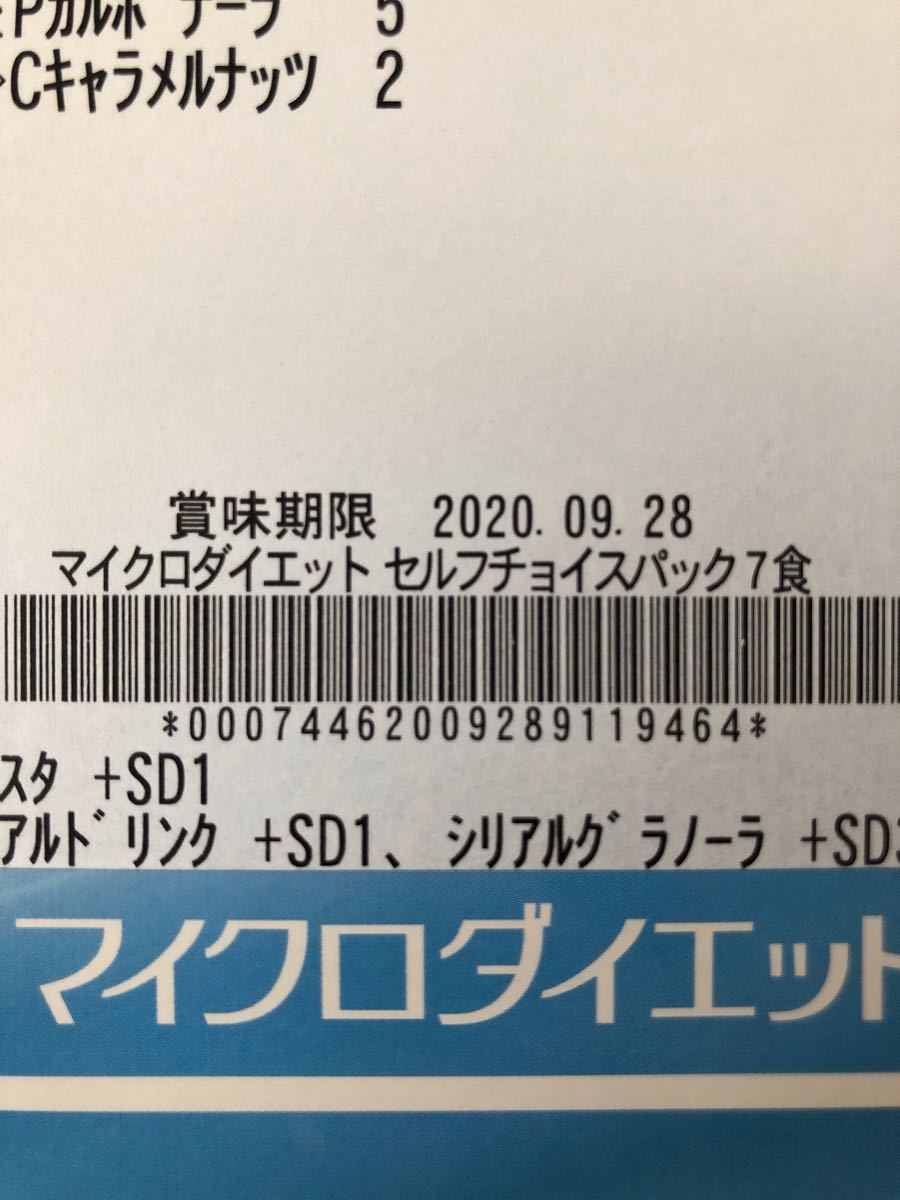 Pカルボナーラ 5
Cキャラメルナッツ 2
賞味期限 2020.09.28
マイクロダイエット セルフチョイスパック7食
*00074462009289119464*
スタ +SD1
アルドリンク +SD1、シリアルグラノーラ +SD
マイクロダイエット